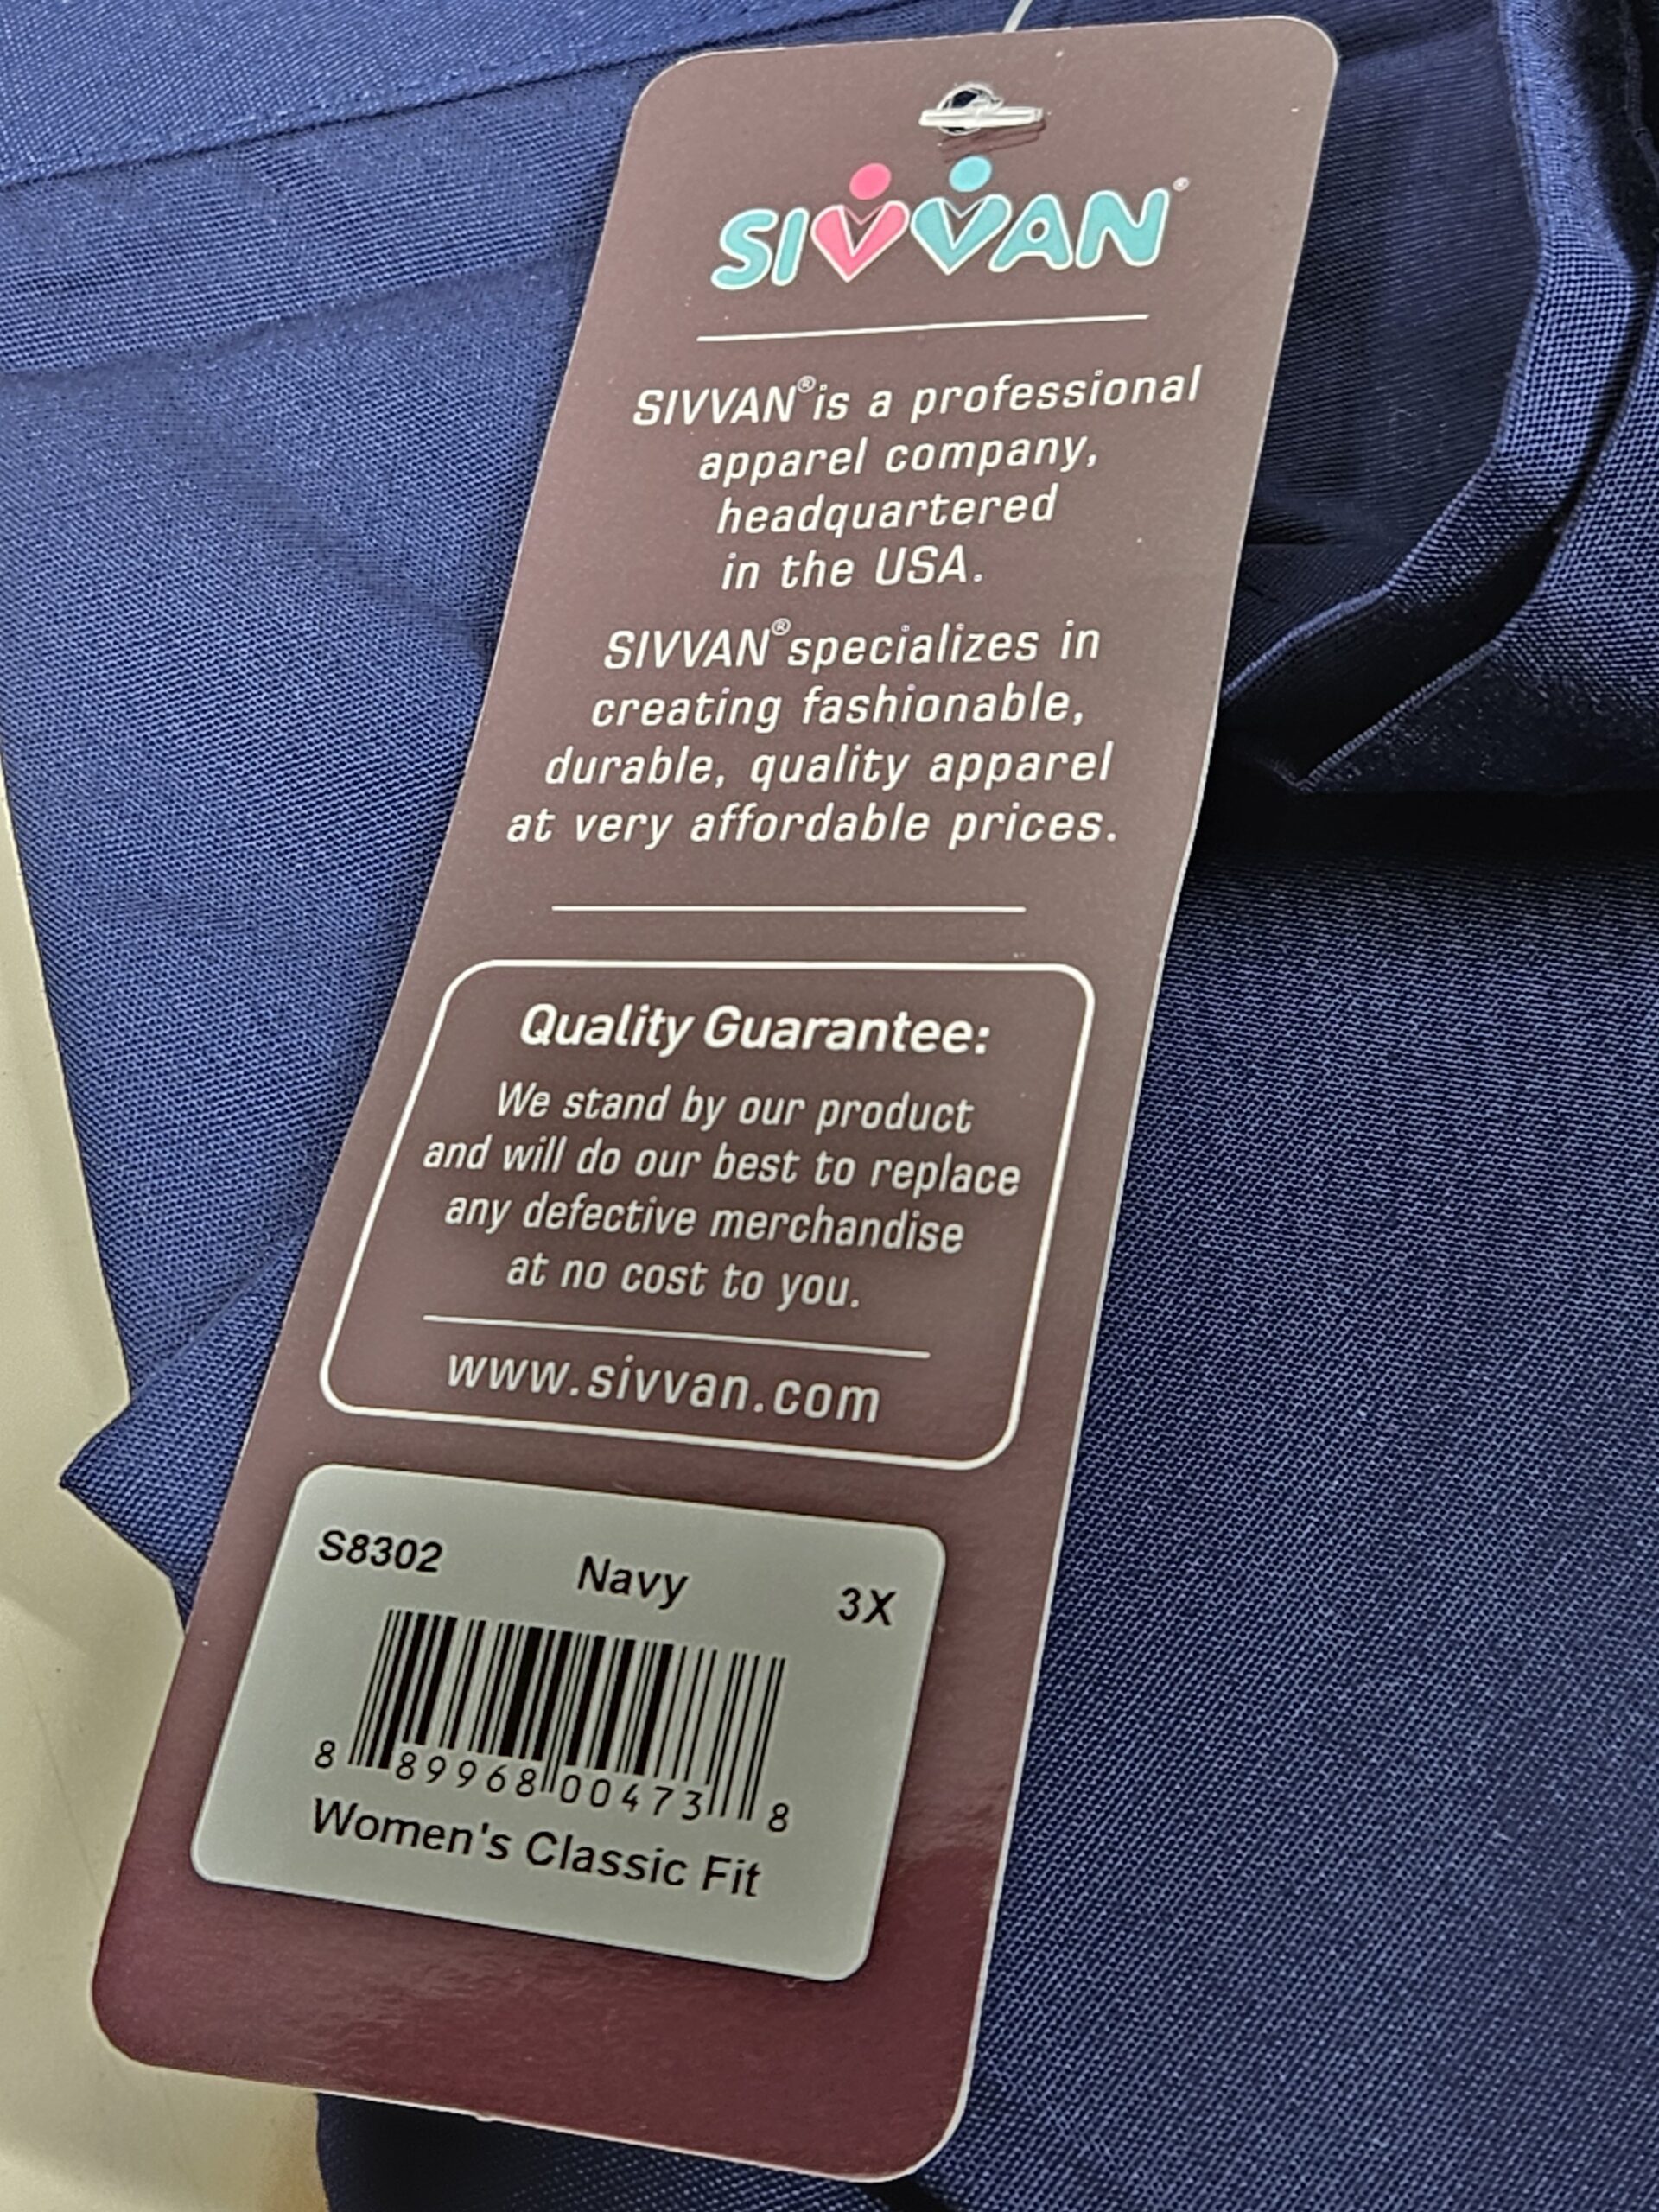 SIVVAN®
SIVVAN® is a professional
apparel company,
headquartered
in the USA.
SIVVAN® specializes in
creating fashionable,
durable, quality apparel
at very affordable prices.
Quality Guarantee:
We stand by our product
and will do our best to replace
any defective merchandise
at no cost to you.
www.sivvan.com
S8302 Navy 3X
8 89968 00473 8
Women's Classic Fit